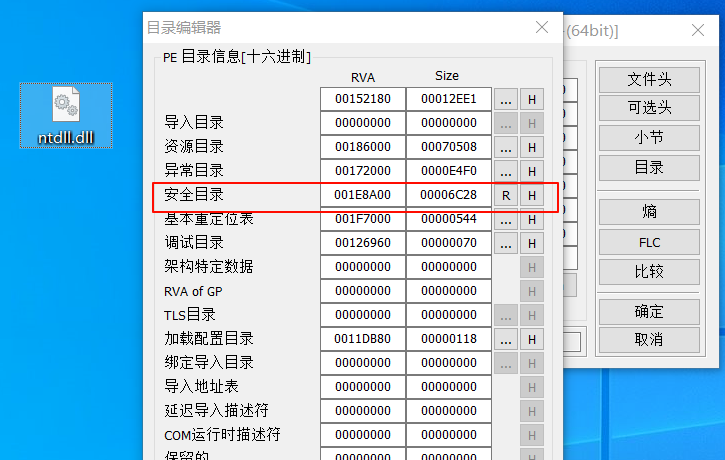 目录编辑器
(64bit)]
PE 目录信息[十六进制]
RVA Size
00152180 00012EE1 ... H
导入目录 00000000 00000000 ... H
资源目录 00186000 00070508 ... H
异常目录 00172000 0000E4F0 ... H
安全目录 001E8A00 00006C28 R H
基本重定位表 001F7000 00000544 ... H
调试目录 00126960 00000070 ... H
架构特定数据 00000000 00000000 H
RVA of GP 00000000 00000000 H
TLS目录 00000000 00000000 ... H
加载配置目录 0011DB80 00000118 ... H
绑定导入目录 00000000 00000000 ... H
导入地址表 00000000 00000000 H
延迟导入描述符 00000000 00000000 H
COM运行时描述符 00000000 00000000 H
保留的 00000000 00000000 H
ntdll.dll
文件头
可选头
小节
目录
熵
FLC
比较
确定
取消